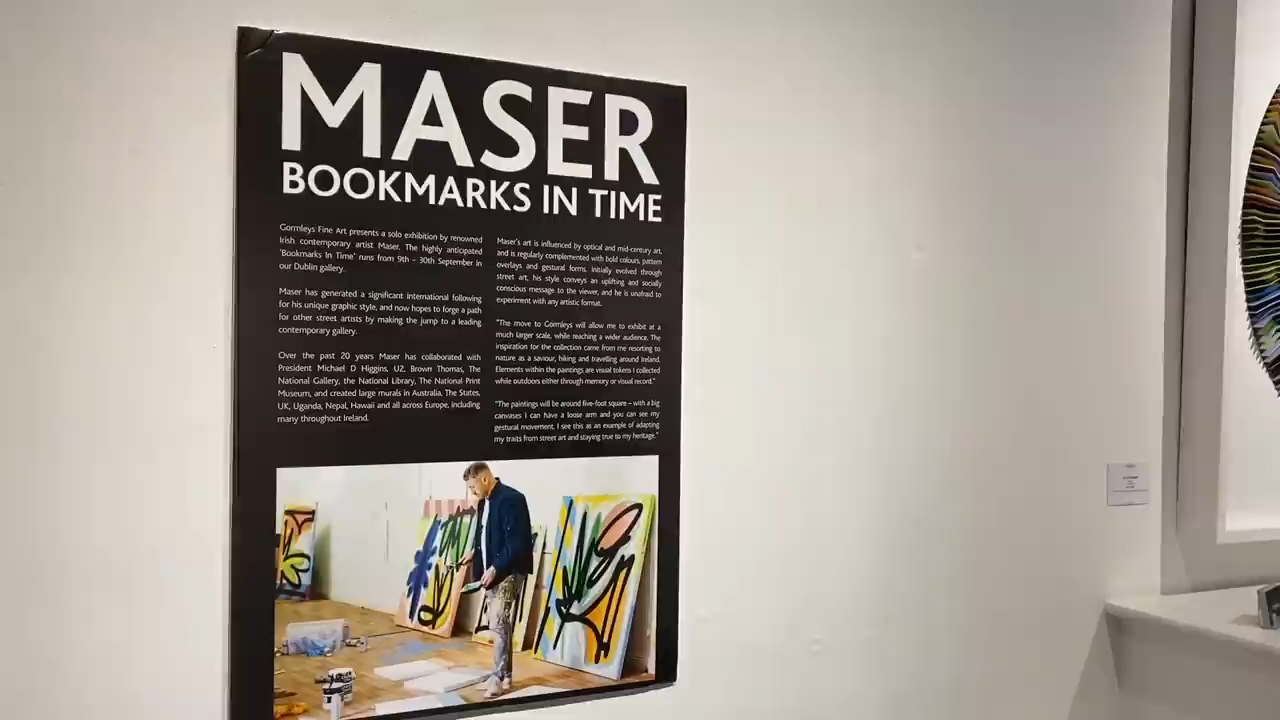 MASER
BOOKMARKS IN TIME
Gormleys Fine Art presents a solo exhibition by renowned
Irish contemporary artist Maser. The highly anticipated
'Bookmarks In Time' runs from 9th – 30th September in
our Dublin gallery.
Maser has generated a significant international following
for his unique graphic style, and now hopes to forge a path
for other street artists by making the jump to a leading
contemporary gallery.
Over the past 20 years Maser has collaborated with
President Michael D Higgins, U2, Brown Thomas, The
National Gallery, the National Library, The National Print
Museum, and created large murals in Australia, The States,
UK, Uganda, Nepal, Hawaii and all across Europe, including
many throughout Ireland.
Maser's art is influenced by optical and mid-century art,
and is regularly complemented with bold colours, pattern
overlays and gestural forms. Initially evolved through
street art, his style conveys an uplifting and socially
conscious message to the viewer, and he is unafraid to
experiment with any artistic format.
"The move to Gormleys will allow me to exhibit at a
much larger scale, while reaching a wider audience. The
inspiration for the collection came from me resorting to
nature as a saviour, hiking and travelling around Ireland.
Elements within the paintings are visual tokens I collected
while outdoors either through memory or visual record."
"The paintings will be around five-foot square – with a big
canvases I can have a loose arm and you can see my
gestural movement. I see this as an example of adapting
my traits from street art and staying true to my heritage."